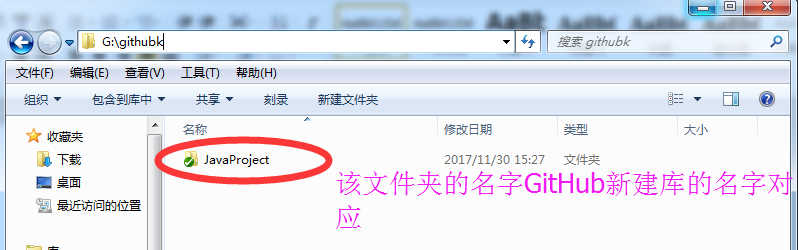 G:\githubk
搜索 githubk
文件(F) 编辑(E) 查看(V) 工具(T) 帮助(H)
组织 包含到库中 共享 刻录 新建文件夹
收藏夹
下载
桌面
最近访问的位置
库
名称 修改日期 类型 大小
JavaProject 2017/11/30 15:27 文件夹
该文件夹的名字GitHub新建库的名字对
应